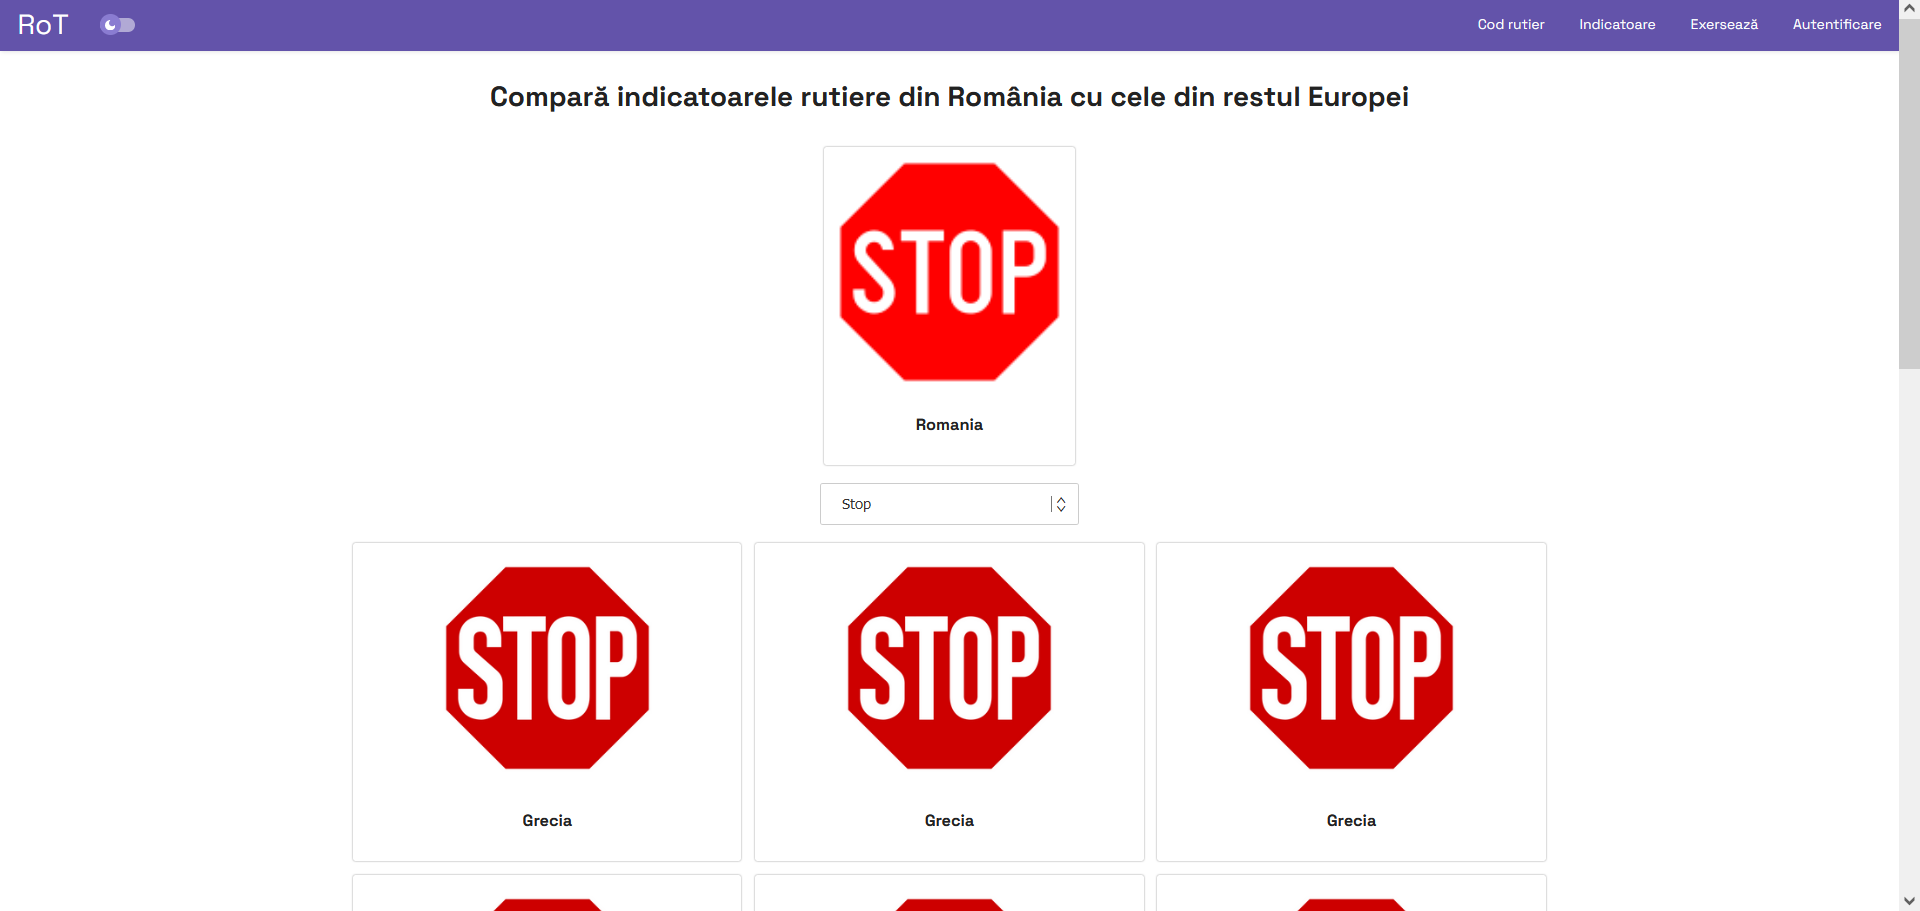 RoT
Cod rutier
Indicatoare
Exersează
Autentificare
Compară indicatoarele rutiere din România cu cele din restul Europei
STOP
Romania
Stop
STOP
Grecia
STOP
Grecia
STOP
Grecia